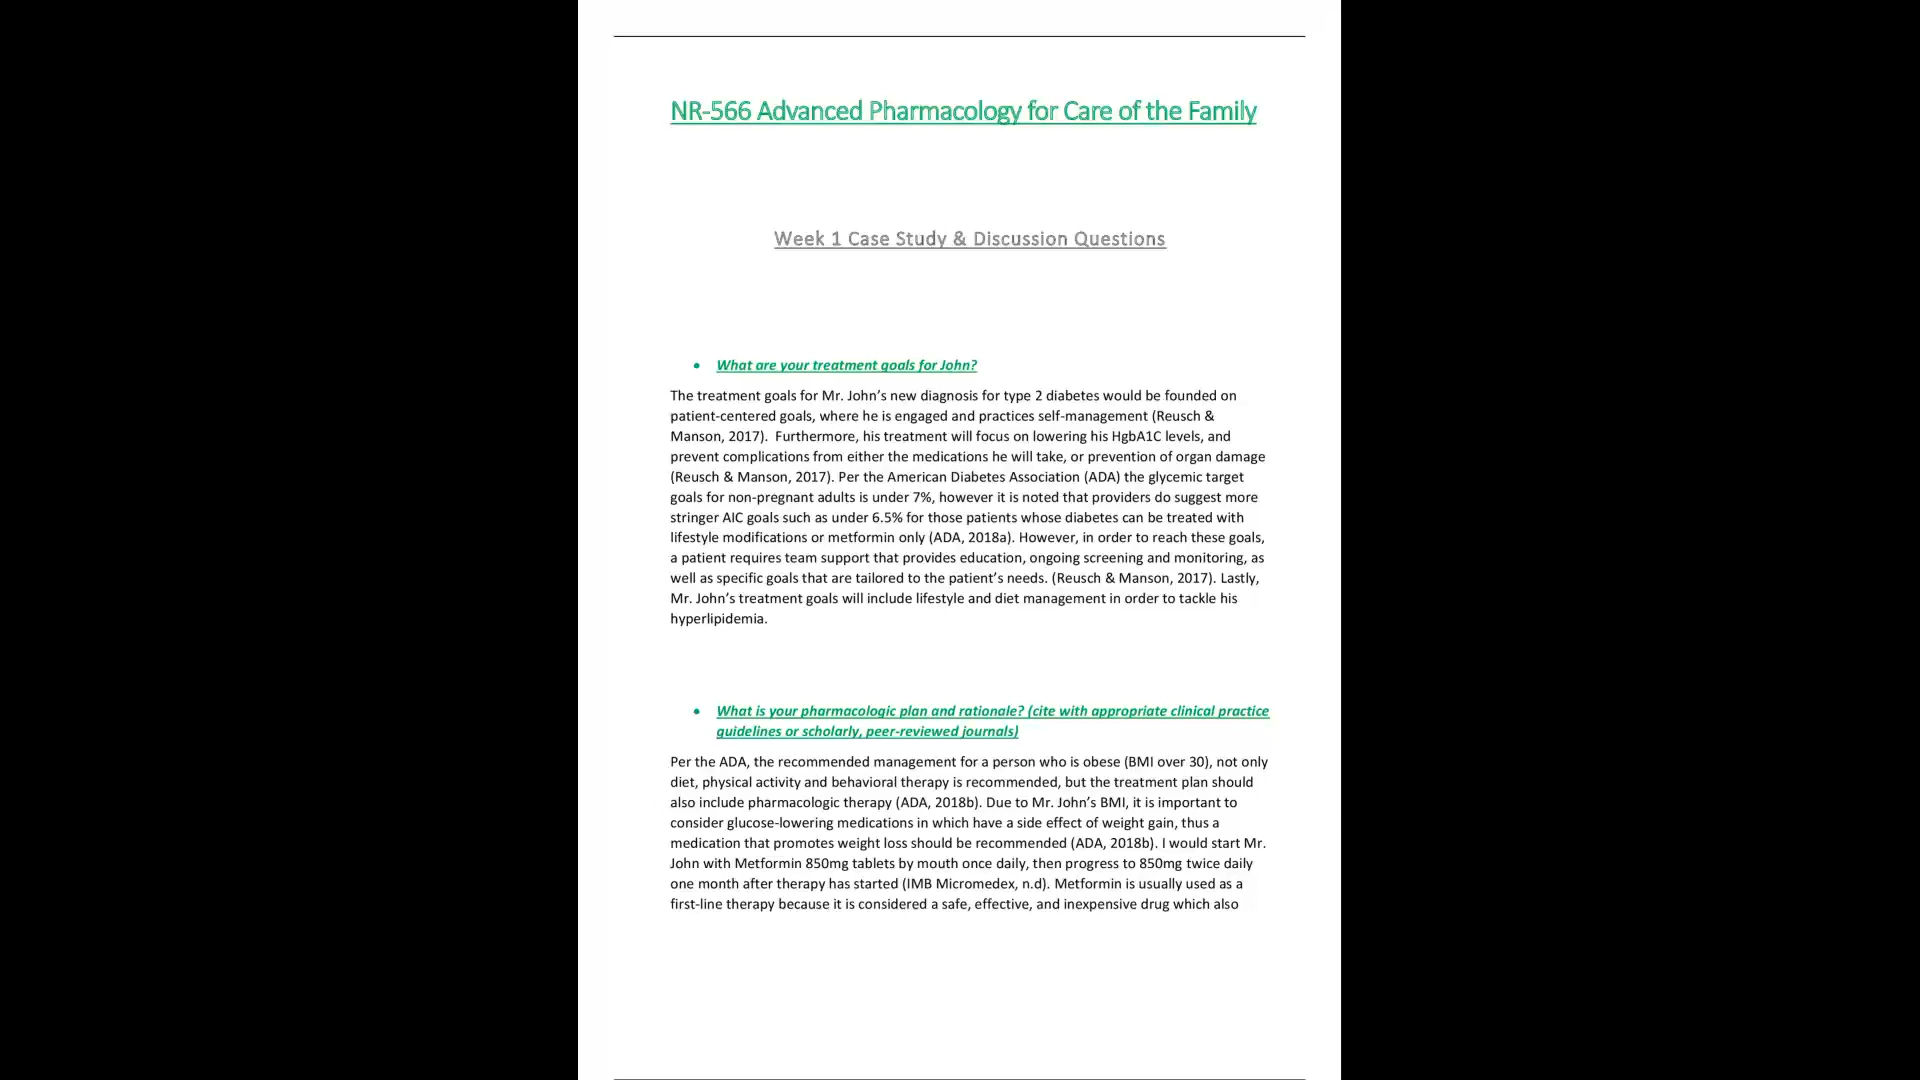 NR-566 Advanced Pharmacology for Care of the Family
Week 1 Case Study & Discussion Questions
• What are your treatment goals for John?
The treatment goals for Mr. John’s new diagnosis for type 2 diabetes would be founded on
patient-centered goals, where he is engaged and practices self-management (Reusch &
Manson, 2017).  Furthermore, his treatment will focus on lowering his HgbA1C levels, and
prevent complications from either the medications he will take, or prevention of organ damage
(Reusch & Manson, 2017). Per the American Diabetes Association (ADA) the glycemic target
goals for non-pregnant adults is under 7%, however it is noted that providers do suggest more
stringer AIC goals such as under 6.5% for those patients whose diabetes can be treated with
lifestyle modifications or metformin only (ADA, 2018a). However, in order to reach these goals,
a patient requires team support that provides education, ongoing screening and monitoring, as
well as specific goals that are tailored to the patient’s needs. (Reusch & Manson, 2017). Lastly,
Mr. John’s treatment goals will include lifestyle and diet management in order to tackle his
hyperlipidemia.
• What is your pharmacologic plan and rationale? (cite with appropriate clinical practice
guidelines or scholarly, peer-reviewed journals)
Per the ADA, the recommended management for a person who is obese (BMI over 30), not only
diet, physical activity and behavioral therapy is recommended, but the treatment plan should
also include pharmacologic therapy (ADA, 2018b). Due to Mr. John’s BMI, it is important to
consider glucose-lowering medications in which have a side effect of weight gain, thus a
medication that promotes weight loss should be recommended (ADA, 2018b). I would start Mr.
John with Metformin 850mg tablets by mouth once daily, then progress to 850mg twice daily
one month after therapy has started (IMB Micromedex, n.d). Metformin is usually used as a
first-line therapy because it is considered a safe, effective, and inexpensive drug which also